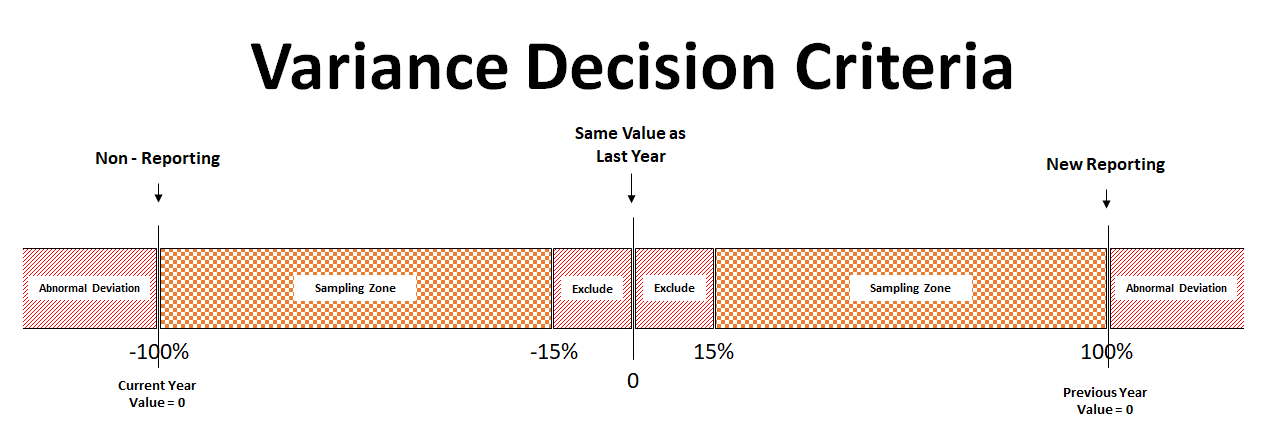 Variance Decision Criteria
Same Value as
Last Year
Non - Reporting
New Reporting
Abnormal Deviation
Sampling Zone
Exclude
Exclude
Sampling Zone
Abnormal Deviation
-100%
-15%
0
15%
100%
Current Year
Value = 0
Previous Year
Value = 0